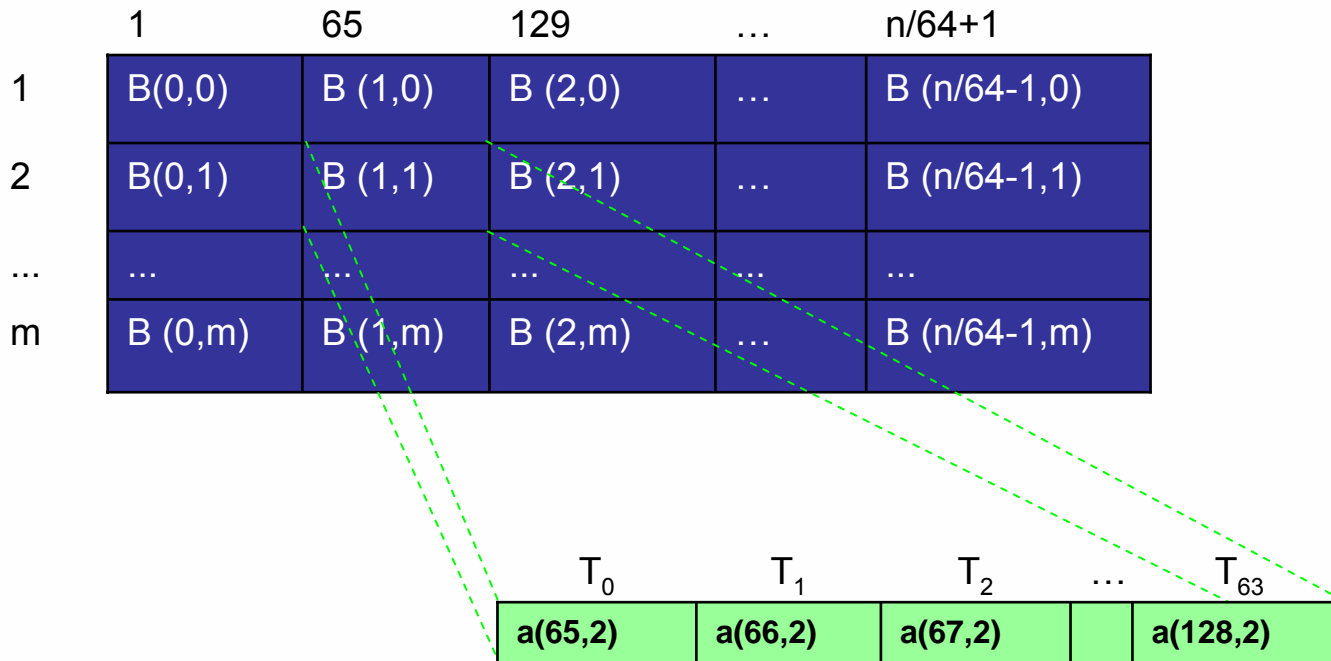 1 65 129 … n/64+1
1 B(0,0) B (1,0) B (2,0) … B (n/64-1,0)
2 B(0,1) B (1,1) B (2,1) … B (n/64-1,1)
... ... ... ... ... ...
m B (0,m) B (1,m) B (2,m) … B (n/64-1,m)
T0 T1 T2 … T63
a(65,2) a(66,2) a(67,2) a(128,2)